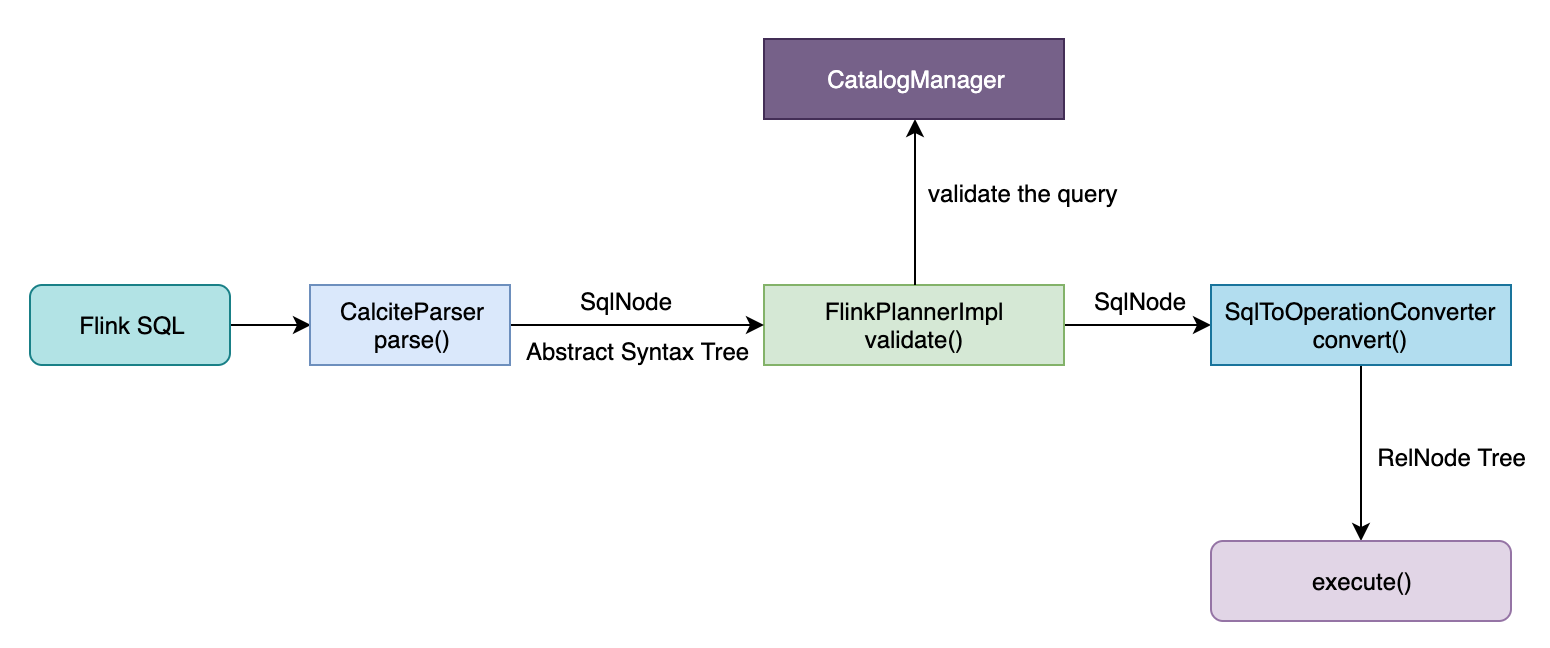 CatalogManager
validate the query
Flink SQL
CalciteParser
parse()
SqlNode
Abstract Syntax Tree
FlinkPlannerImpl
validate()
SqlNode
SqlToOperationConverter
convert()
RelNode Tree
execute()